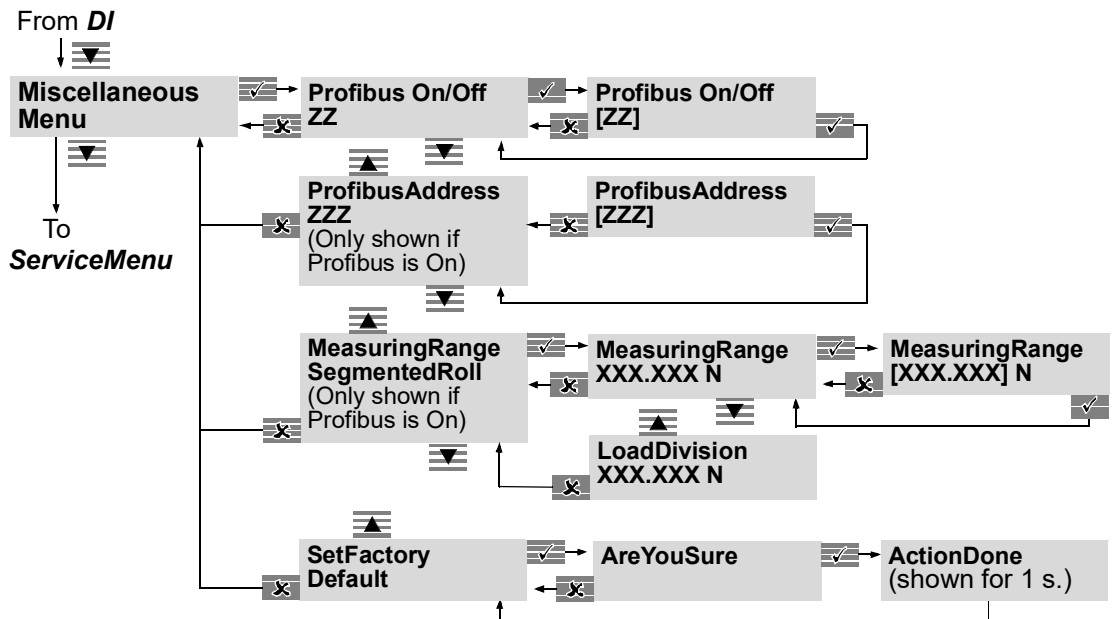 From DI
Miscellaneous
Menu
Profibus On/Off
ZZ
Profibus On/Off
[ZZ]
To
ServiceMenu
ProfibusAddress
ZZZ
(Only shown if
Profibus is On)
ProfibusAddress
[ZZZ]
MeasuringRange
SegmentedRoll
(Only shown if
Profibus is On)
MeasuringRange
XXX.XXX N
MeasuringRange
[XXX.XXX] N
LoadDivision
XXX.XXX N
SetFactory
Default
AreYouSure
ActionDone
(shown for 1 s.)